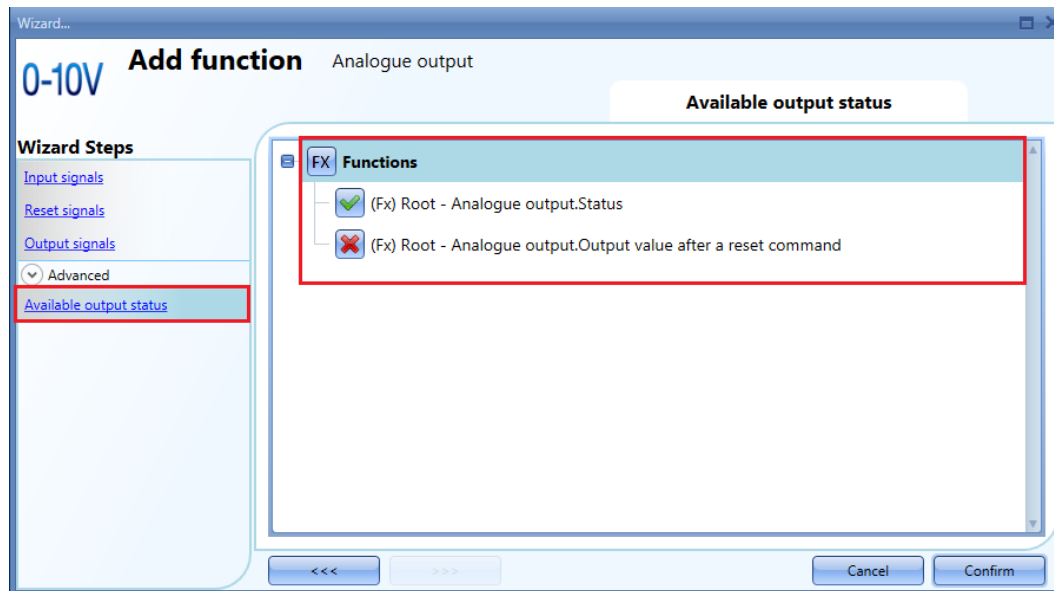 Wizard...
0-10V
Add function
Analogue output
Available output status
Wizard Steps
Input signals
Reset signals
Output signals
Advanced
Available output status
FX Functions
(Fx) Root - Analogue output.Status
(Fx) Root - Analogue output.Output value after a reset command
<<<
>>>
Cancel
Confirm